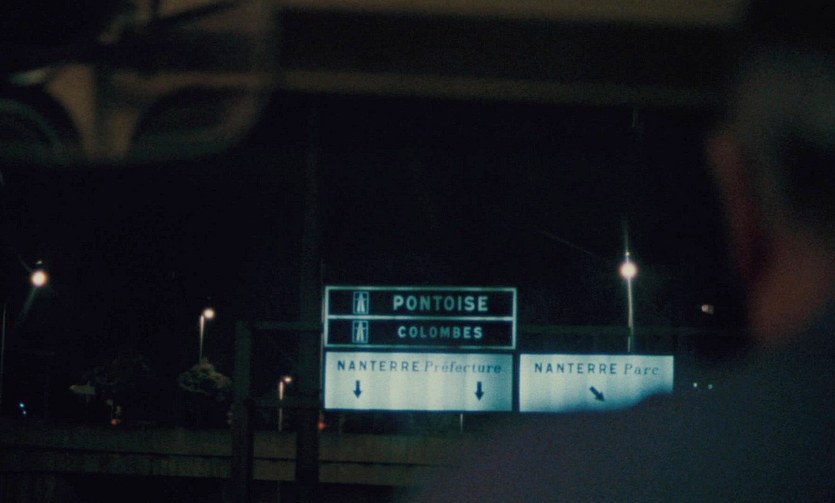 PONTOISE
COLOMBES
NANTERRE Préfecture
NANTERRE Parc